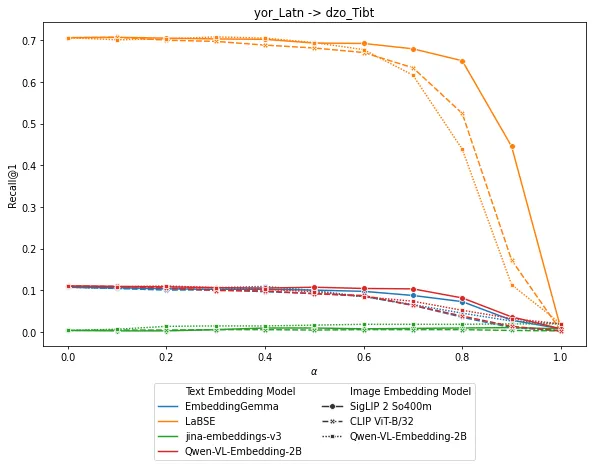 yor_Latn -> dzo_Tibt
0.7
0.6
0.5
0.4
0.3
0.2
0.1
0.0
Recall@1
0.0 0.2 0.4 0.6 0.8 1.0
α
Text Embedding Model Image Embedding Model
EmbeddingGemma SigLIP 2 So400m
LaBSE CLIP ViT-B/32
jina-embeddings-v3 Qwen-VL-Embedding-2B
Qwen-VL-Embedding-2B